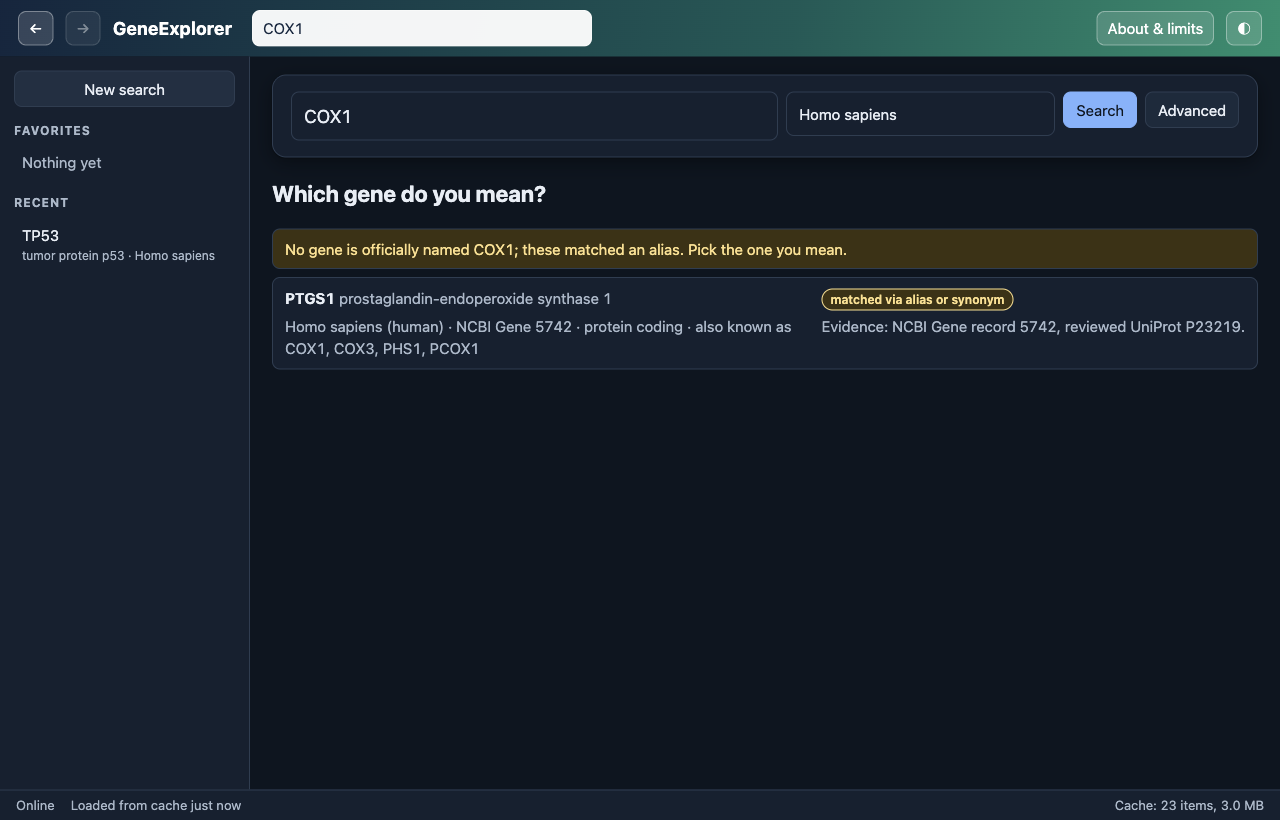 GeneExplorer
COX1
About & limits
New search
FAVORITES
Nothing yet
RECENT
TP53
tumor protein p53 · Homo sapiens
COX1
Homo sapiens
Search
Advanced
Which gene do you mean?
No gene is officially named COX1; these matched an alias. Pick the one you mean.
PTGS1 prostaglandin-endoperoxide synthase 1
Homo sapiens (human) · NCBI Gene 5742 · protein coding · also known as
COX1, COX3, PHS1, PCOX1
matched via alias or synonym
Evidence: NCBI Gene record 5742, reviewed UniProt P23219.
Online
Loaded from cache just now
Cache: 23 items, 3.0 MB